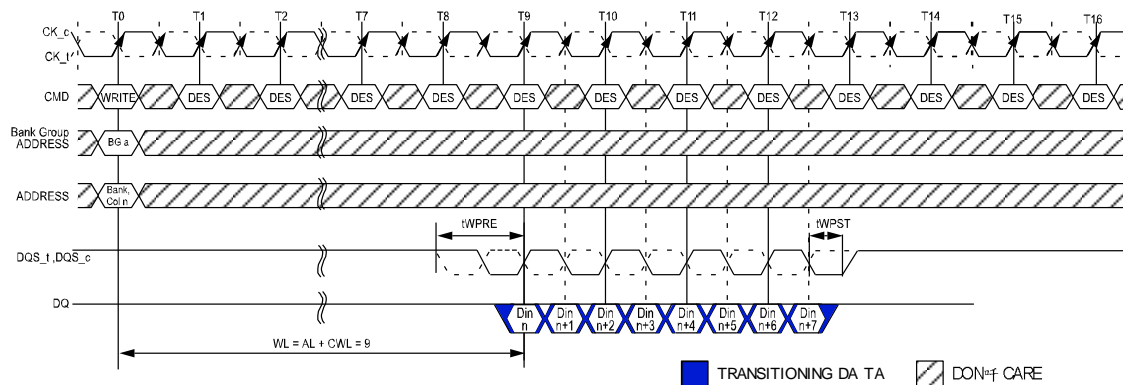 T0 T1 T2 T7 T8 T9 T10 T11 T12 T13 T14 T15 T16
CK_c
CK_t
CMD WRITE DES DES DES DES DES DES DES DES DES DES DES DES
Bank Group
ADDRESS
BG a
ADDRESS
Bank,
Col n
tWPRE tWPST
DQS_t,DQS_c
DQ
Din
n
Din
n+1
Din
n+2
Din
n+3
Din
n+4
Din
n+5
Din
n+6
Din
n+7
WL = AL + CWL = 9
TRANSITIONING DA TA
CARE